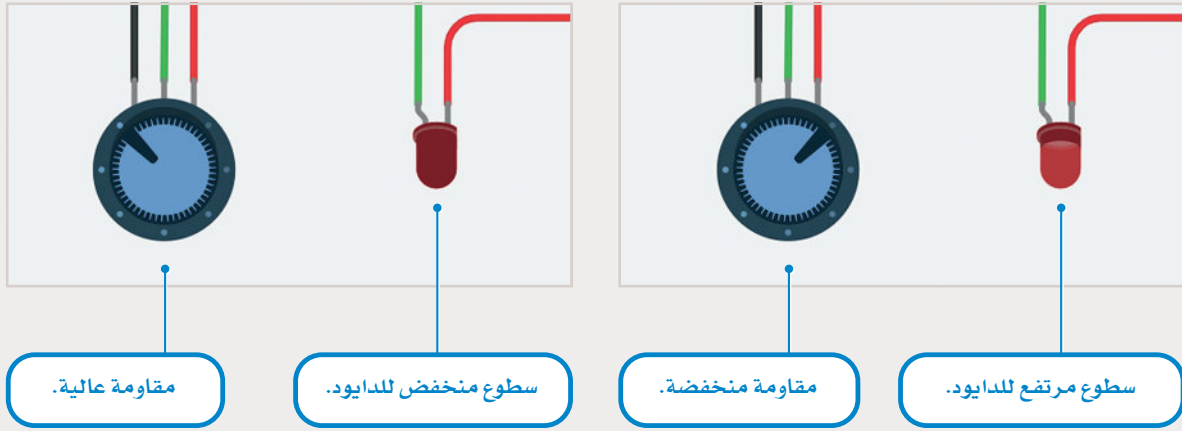 سطوع مرتفع للدايود.
مقاومة منخفضة.
سطوع منخفض للدايود.
مقاومة عالية.